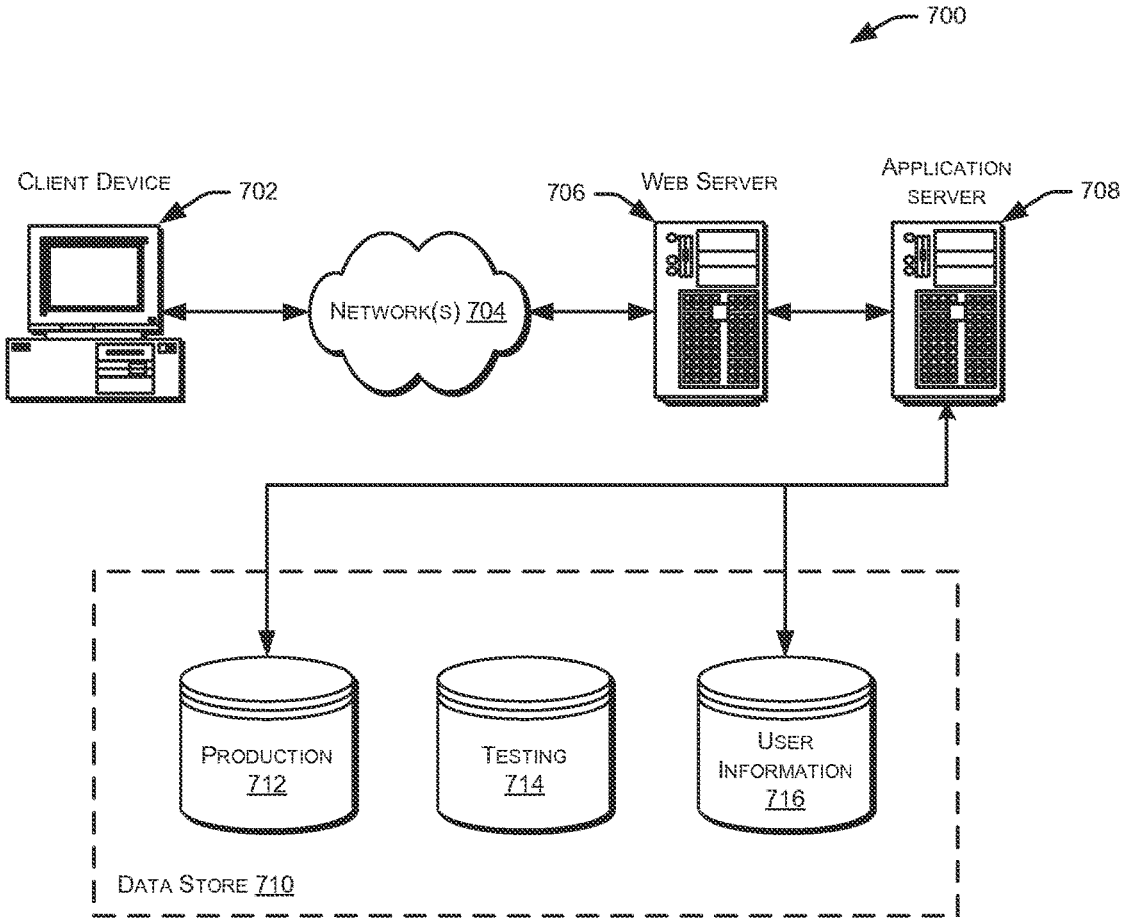 700
CLIENT DEVICE
702
706
WEB SERVER
APPLICATION
SERVER
708
NETWORK(S) 704
PRODUCTION
712
TESTING
714
USER
INFORMATION
716
DATA STORE 710